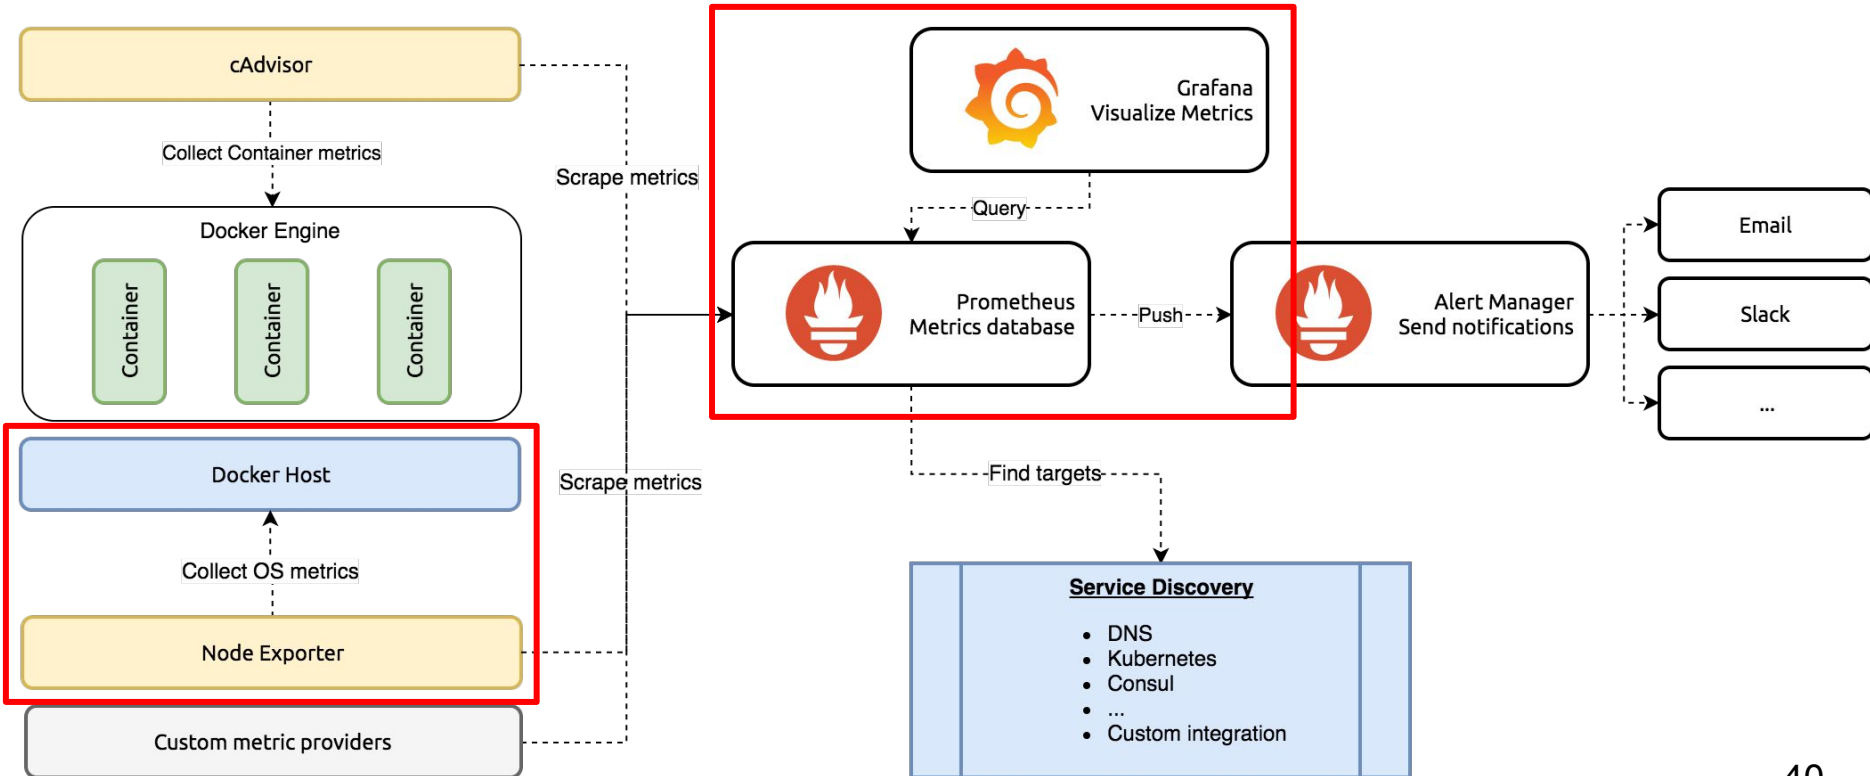 cAdvisor
Collect Container metrics
Docker Engine
Container
Container
Container
Docker Host
Collect OS metrics
Node Exporter
Custom metric providers
Scrape metrics
Scrape metrics
Grafana
Visualize Metrics
Query
Prometheus
Metrics database
Push
Alert Manager
Send notifications
Email
Slack
...
Find targets
Service Discovery
• DNS
• Kubernetes
• Consul
• ...
• Custom integration
40